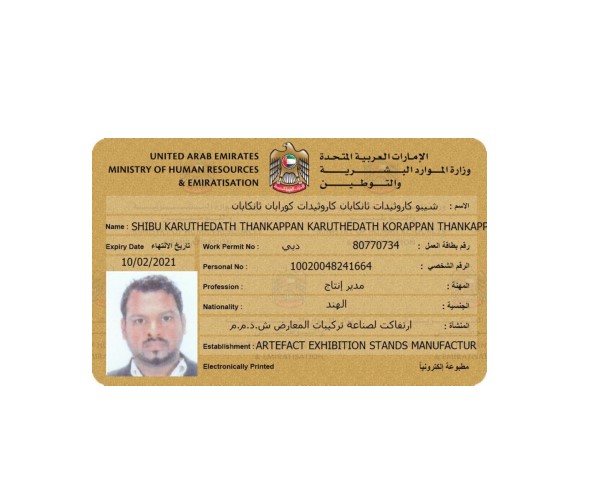 UNITED ARAB EMIRATES
MINISTRY OF HUMAN RESOURCES
& EMIRATISATION
الإمارات العربية المتحدة
وزارة الموارد البشرية
والتوطين
الاسم : شيبو كاروثيدات ثانكابان كاروثيدات كورابان ثانكابان
Name : SHIBU KARUTHEDATH THANKAPPAN KARUTHEDATH KORAPPAN THANKAPP
Expiry Date تاريخ الانتهاء
10/02/2021
Work Permit No : دبي 80770734 رقم بطاقة العمل :
Personal No : 10020048241664 الرقم الشخصي :
Profession : مدير إنتاج المهنة :
Nationality : الهند الجنسية :
ارتفاكت لصناعة تركيبات المعارض ش.ذ.م.م المنشأة :
Establishment : ARTEFACT EXHIBITION STANDS MANUFACTUR
Electronically Printed مطبوعة إلكترونياً